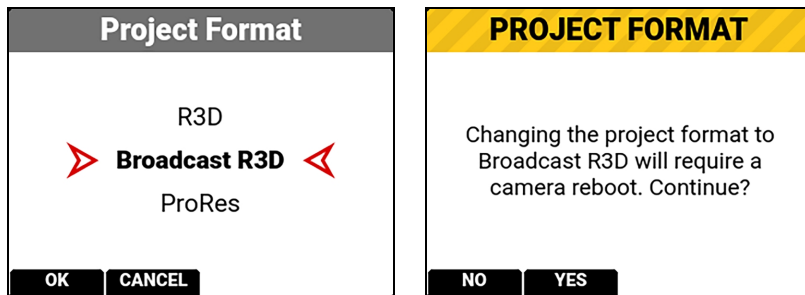 Project Format
R3D
Broadcast R3D
ProRes
OK
CANCEL
PROJECT FORMAT
Changing the project format to
Broadcast R3D will require a
camera reboot. Continue?
NO
YES